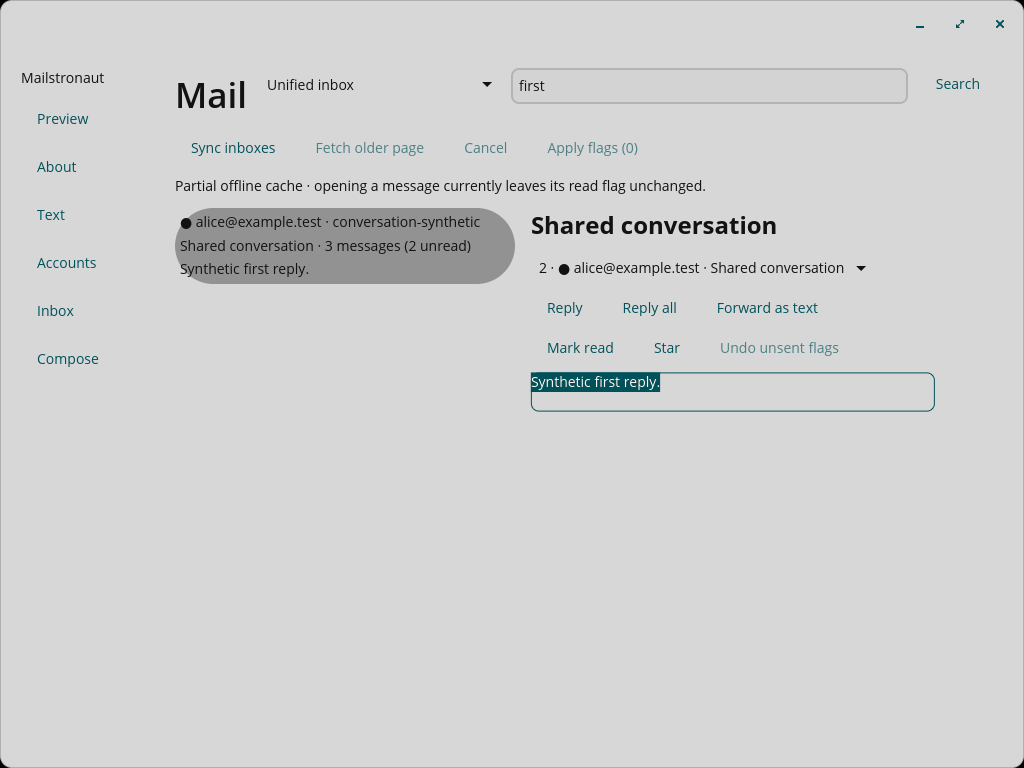 Mailstronaut
Preview
About
Text
Accounts
Inbox
Compose
Mail
Unified inbox
first
Search
Sync inboxes
Fetch older page
Cancel
Apply flags (0)
Partial offline cache · opening a message currently leaves its read flag unchanged.
● alice@example.test · conversation-synthetic
Shared conversation · 3 messages (2 unread)
Synthetic first reply.
Shared conversation
2 · ● alice@example.test · Shared conversation
Reply
Reply all
Forward as text
Mark read
Star
Undo unsent flags
Synthetic first reply.